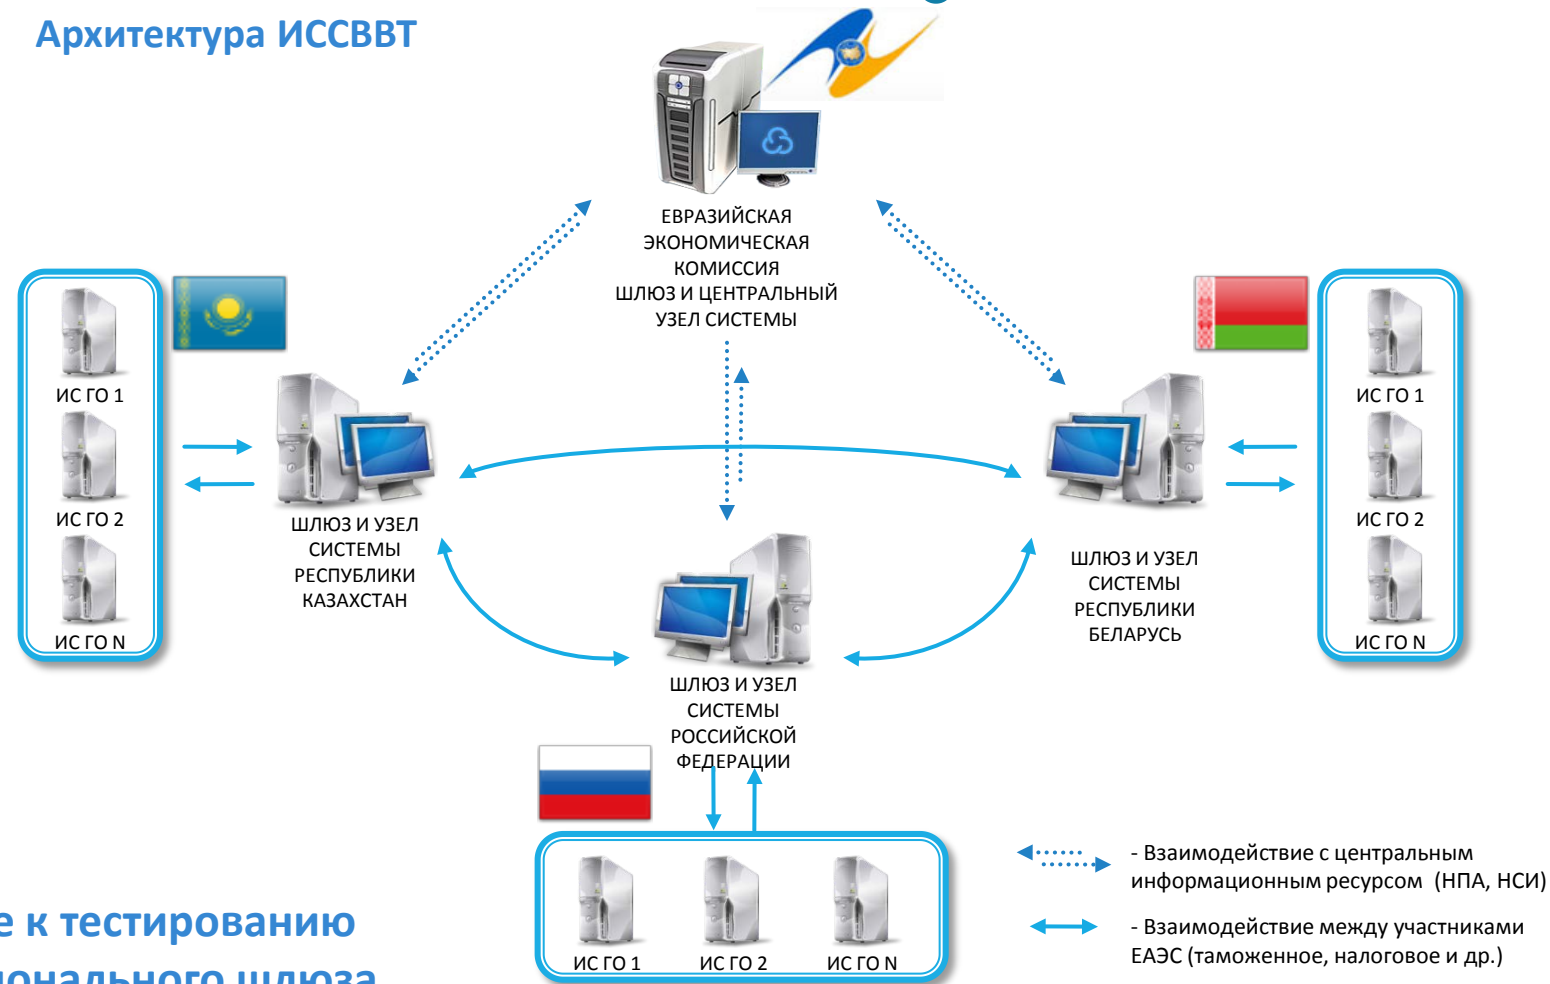 Архитектура ИССВВТ
ЕВРАЗИЙСКАЯ
ЭКОНОМИЧЕСКАЯ
КОМИССИЯ
ШЛЮЗ И ЦЕНТРАЛЬНЫЙ
УЗЕЛ СИСТЕМЫ
ИС ГО 1
ИС ГО 2
ИС ГО N
ШЛЮЗ И УЗЕЛ
СИСТЕМЫ
РЕСПУБЛИКИ
КАЗАХСТАН
ШЛЮЗ И УЗЕЛ
СИСТЕМЫ
РЕСПУБЛИКИ
БЕЛАРУСЬ
ИС ГО 1
ИС ГО 2
ИС ГО N
ШЛЮЗ И УЗЕЛ
СИСТЕМЫ
РОССИЙСКОЙ
ФЕДЕРАЦИИ
ИС ГО 1
ИС ГО 2
ИС ГО N
- Взаимодействие с центральным
информационным ресурсом (НПА, НСИ)
- Взаимодействие между участниками
ЕАЭС (таможенное, налоговое и др.)
е к тестированию
ионального шлюза